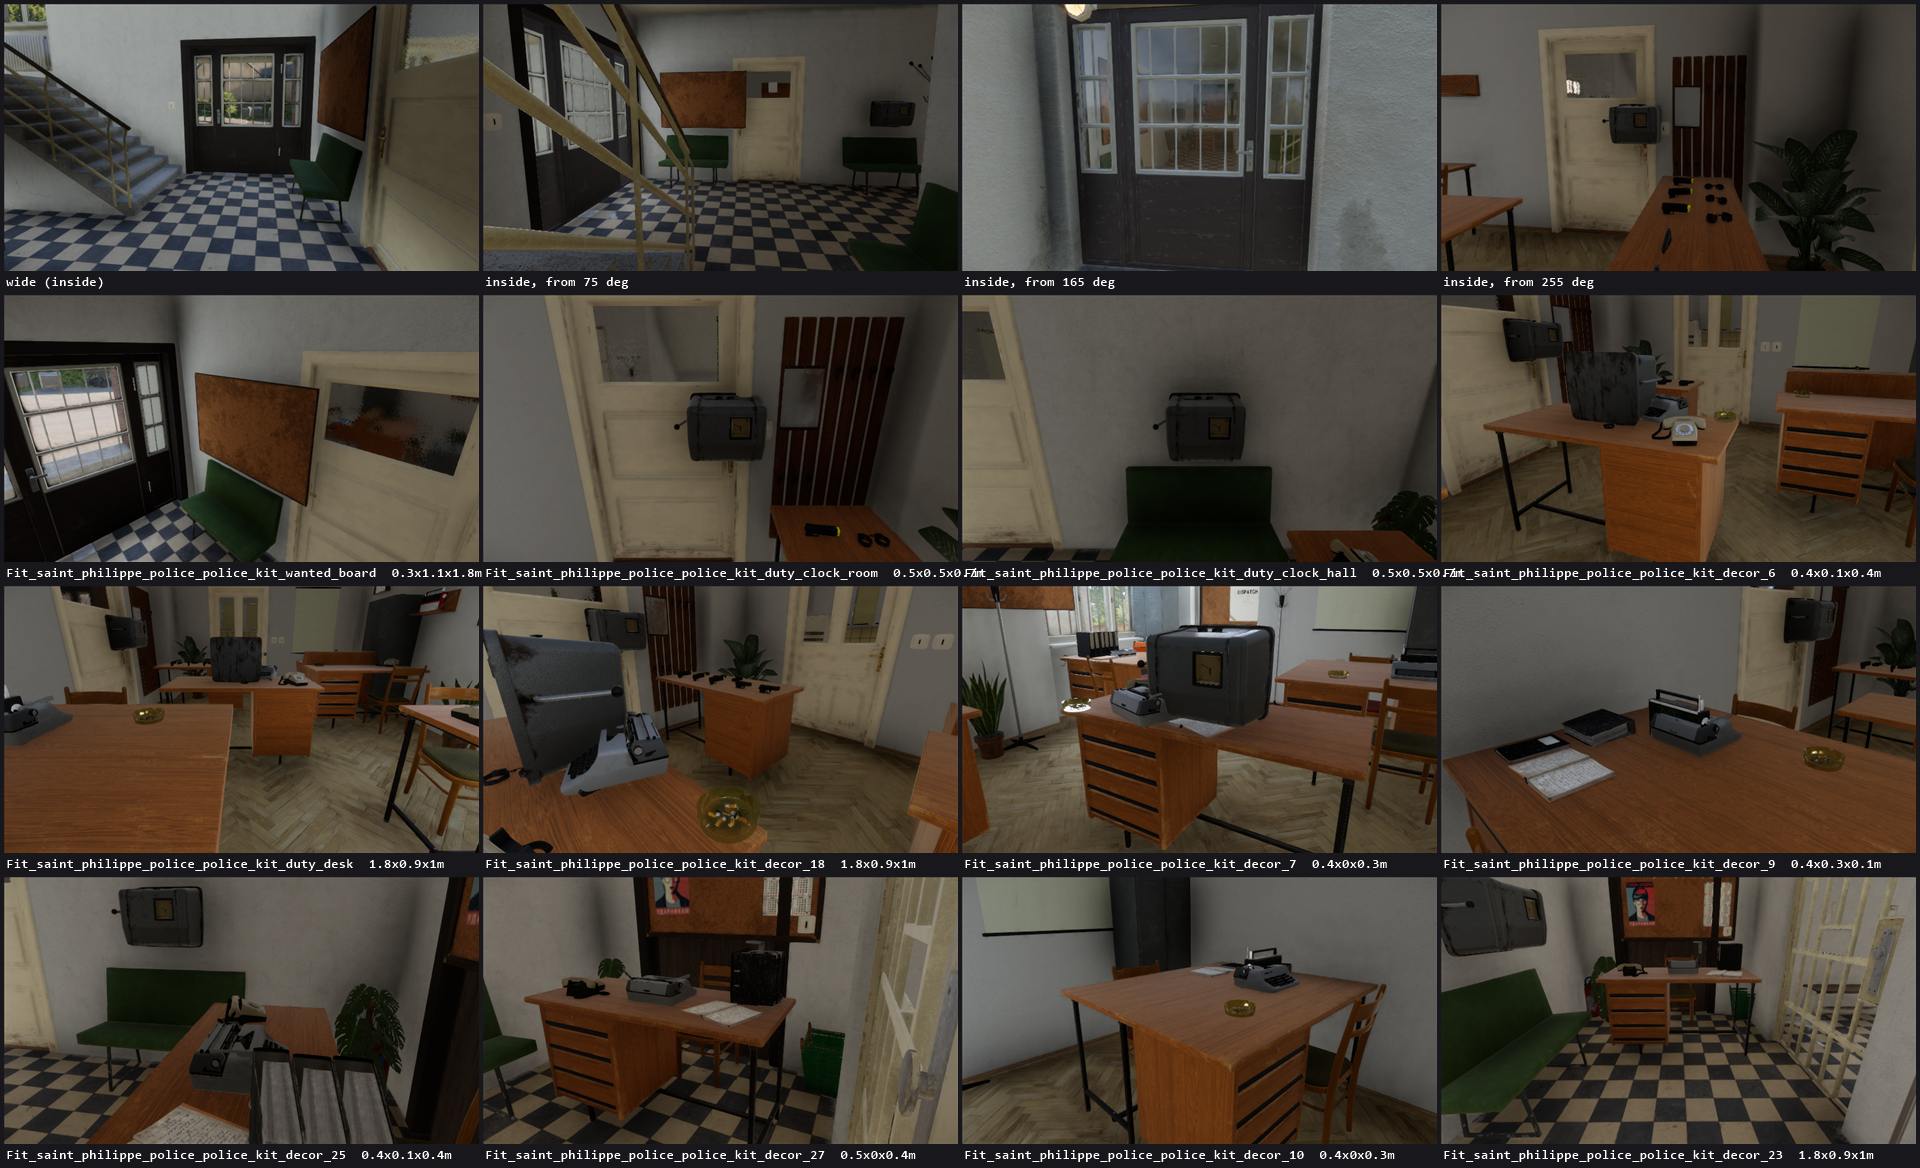 wide (inside)
inside, from 75 deg
inside, from 165 deg
inside, from 255 deg
Fit_saint_philippe_police_police_kit_wanted_board 0.3x1.1x1.8m
Fit_saint_philippe_police_police_kit_duty_clock_room 0.5x0.5x0.
Fit_saint_philippe_police_police_kit_duty_clock_hall 0.5x0.5x0.
Fit_saint_philippe_police_police_kit_decor_6 0.4x0.1x0.4m
DISPATCH
Fit_saint_philippe_police_police_kit_duty_desk 1.8x0.9x1m
Fit_saint_philippe_police_police_kit_decor_18 1.8x0.9x1m
Fit_saint_philippe_police_police_kit_decor_7 0.4x0x0.3m
Fit_saint_philippe_police_police_kit_decor_9 0.4x0.3x0.1m
Fit_saint_philippe_police_police_kit_decor_25 0.4x0.1x0.4m
Fit_saint_philippe_police_police_kit_decor_27 0.5x0x0.4m
Fit_saint_philippe_police_police_kit_decor_10 0.4x0x0.3m
Fit_saint_philippe_police_police_kit_decor_23 1.8x0.9x1m